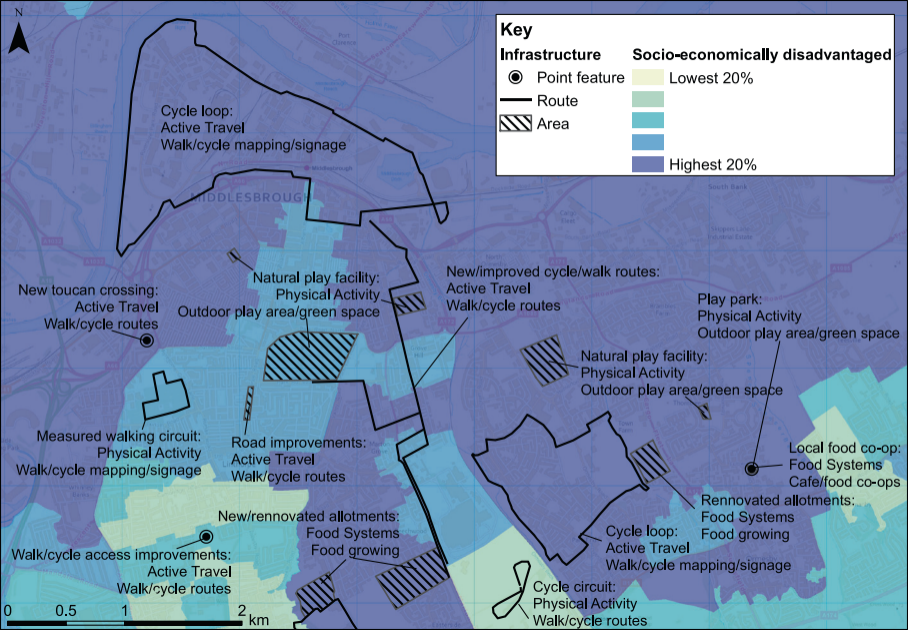 N
Key
Infrastructure
Point feature
Route
Area
Socio-economically disadvantaged
Lowest 20%
Highest 20%
Cycle loop:
Active Travel
Walk/cycle mapping/signage
MIDDLESBROUGH
South Bank
Natural play facility:
Physical Activity
Outdoor play area/green space
New/improved cycle/walk routes:
Active Travel
Walk/cycle routes
New toucan crossing:
Active Travel
Walk/cycle routes
Play park:
Physical Activity
Outdoor play area/green space
Natural play facility:
Physical Activity
Outdoor play area/green space
Measured walking circuit:
Physical Activity
Walk/cycle mapping/signage
Road improvements:
Active Travel
Walk/cycle routes
Local food co-op:
Food Systems
Cafe/food co-ops
Rennovated allotments:
Food Systems
Food growing
New/rennovated allotments:
Food Systems
Food growing
Cycle loop:
Active Travel
Walk/cycle mapping/signage
Walk/cycle access improvements:
Active Travel
Walk/cycle routes
Cycle circuit:
Physical Activity
Walk/cycle routes
0 0.5 1 2
km